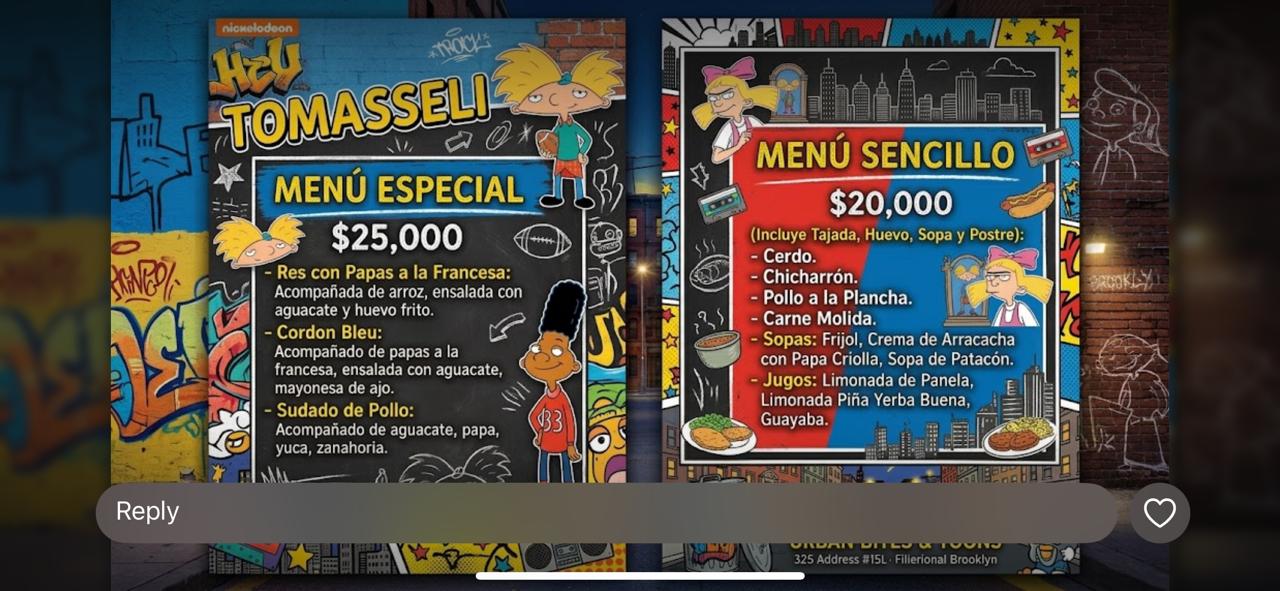 nickelodeon
HEY
TOMASSELI
MENÚ ESPECIAL
$25,000
- Res con Papas a la Francesa:
Acompañada de arroz, ensalada con
aguacate y huevo frito.
- Cordon Bleu:
Acompañado de papas a la
francesa, ensalada con aguacate,
mayonesa de ajo.
- Sudado de Pollo:
Acompañado de aguacate, papa,
yuca, zanahoria.
MENÚ SENCILLO
$20,000
(Incluye Tajada, Huevo, Sopa y Postre):
- Cerdo.
- Chicharrón.
- Pollo a la Plancha.
- Carne Molida.
- Sopas: Frijol, Crema de Arracacha
con Papa Criolla, Sopa de Patacón.
- Jugos: Limonada de Panela,
Limonada Piña Yerba Buena,
Guayaba.
Reply
URBAN BITES & TOONS
325 Address #15L · Fillerional Brooklyn